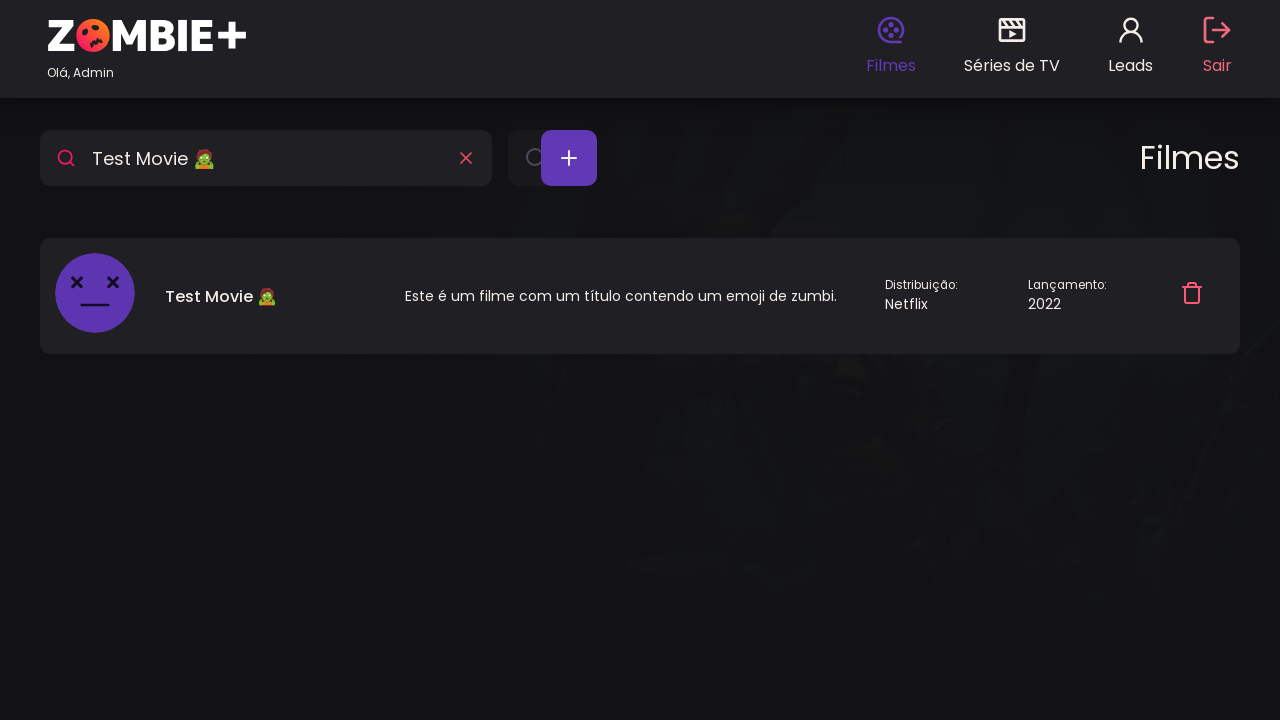 ZOMBIE+
Olá, Admin
Filmes
Séries de TV
Leads
Sair
Test Movie 🧟
Filmes
Test Movie 🧟
Este é um filme com um título contendo um emoji de zumbi.
Distribuição:
Netflix
Lançamento:
2022